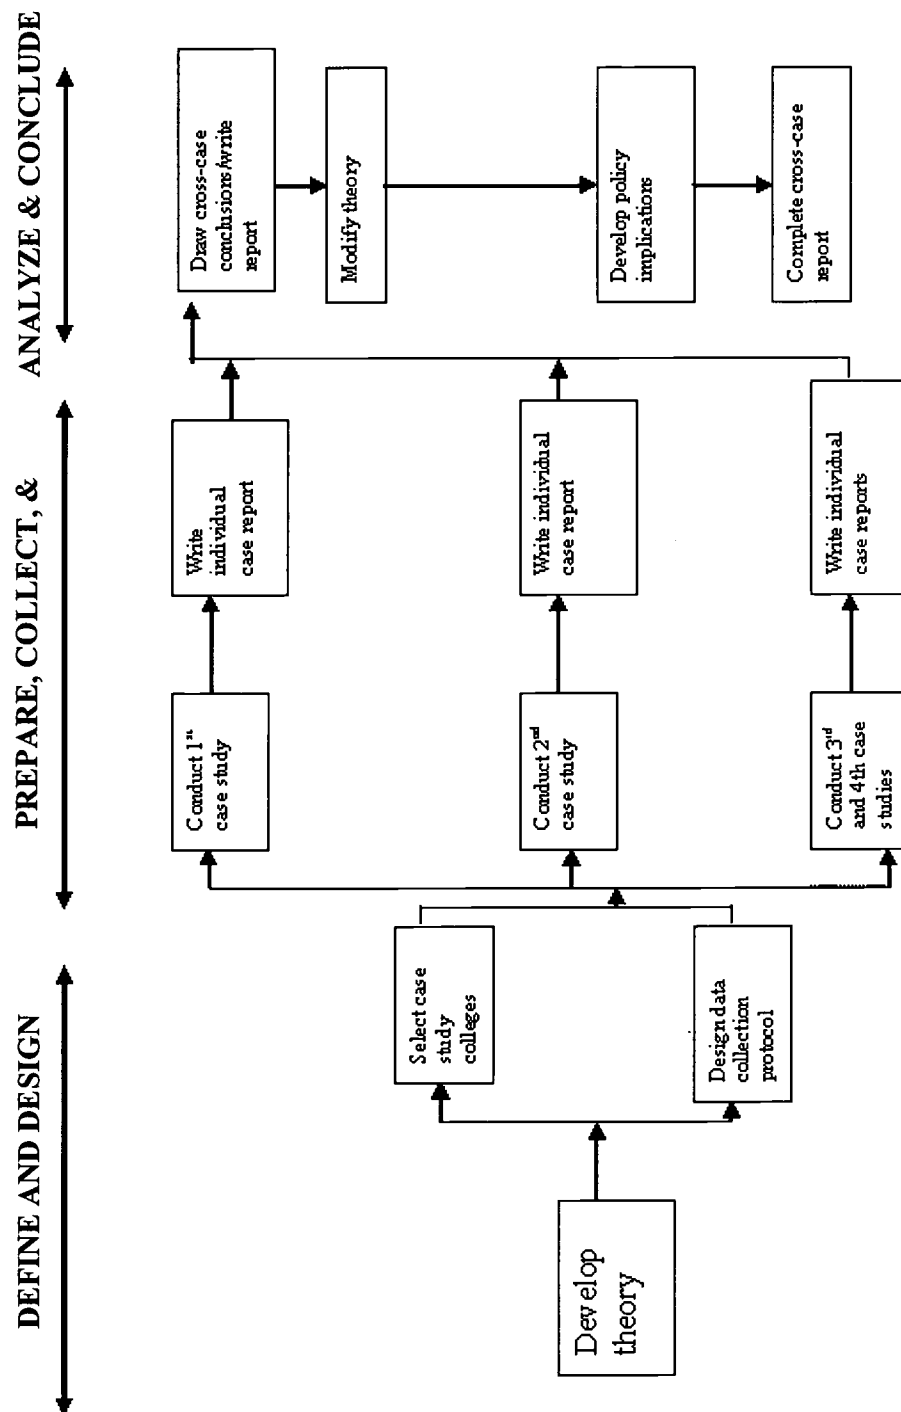 DEFINE AND DESIGN
PREPARE, COLLECT, &
ANALYZE & CONCLUDE
Develop
theory
Select case
study
colleges
Design data
collection
protocol
Conduct 1st
case study
Conduct 2nd
case study
Conduct 3rd
and 4th case
studies
Write
individual
case report
Write individual
case report
Write individual
case reports
Draw cross-case
conclusions/write
report
Modify theory
Develop policy
implications
Complete cross-case
report